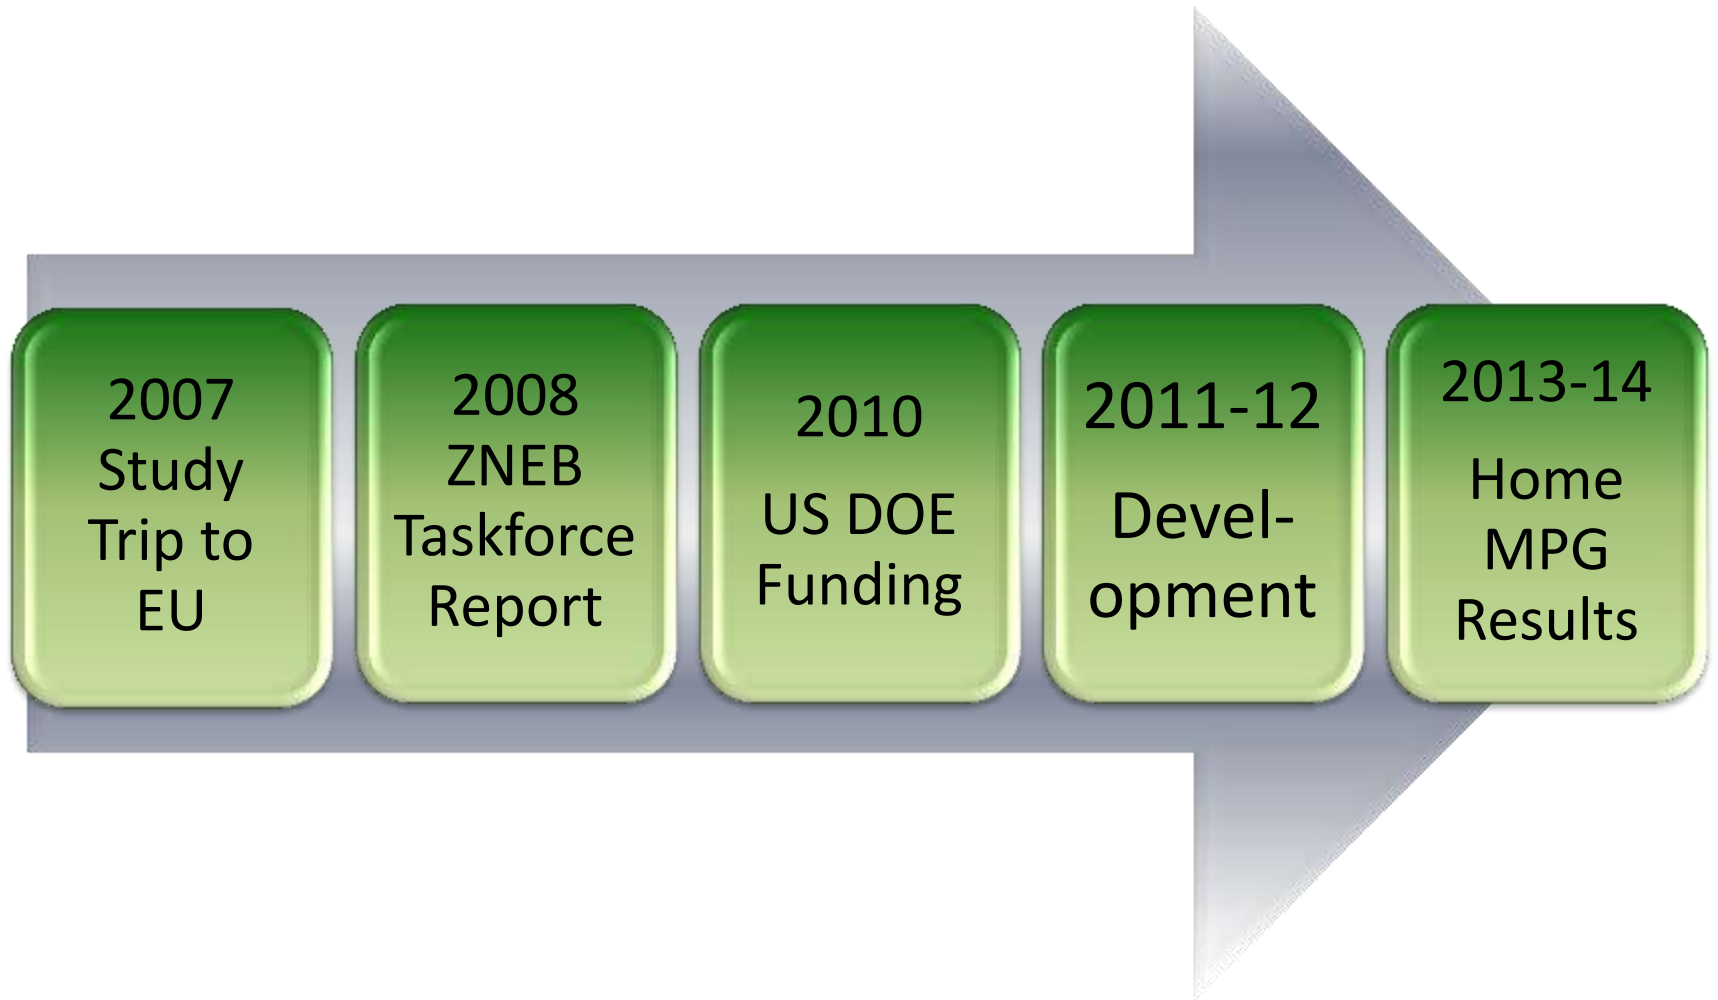 2007
Study
Trip to
EU
2008
ZNEB
Taskforce
Report
2010
US DOE
Funding
2011-12
Devel-
opment
2013-14
Home
MPG
Results